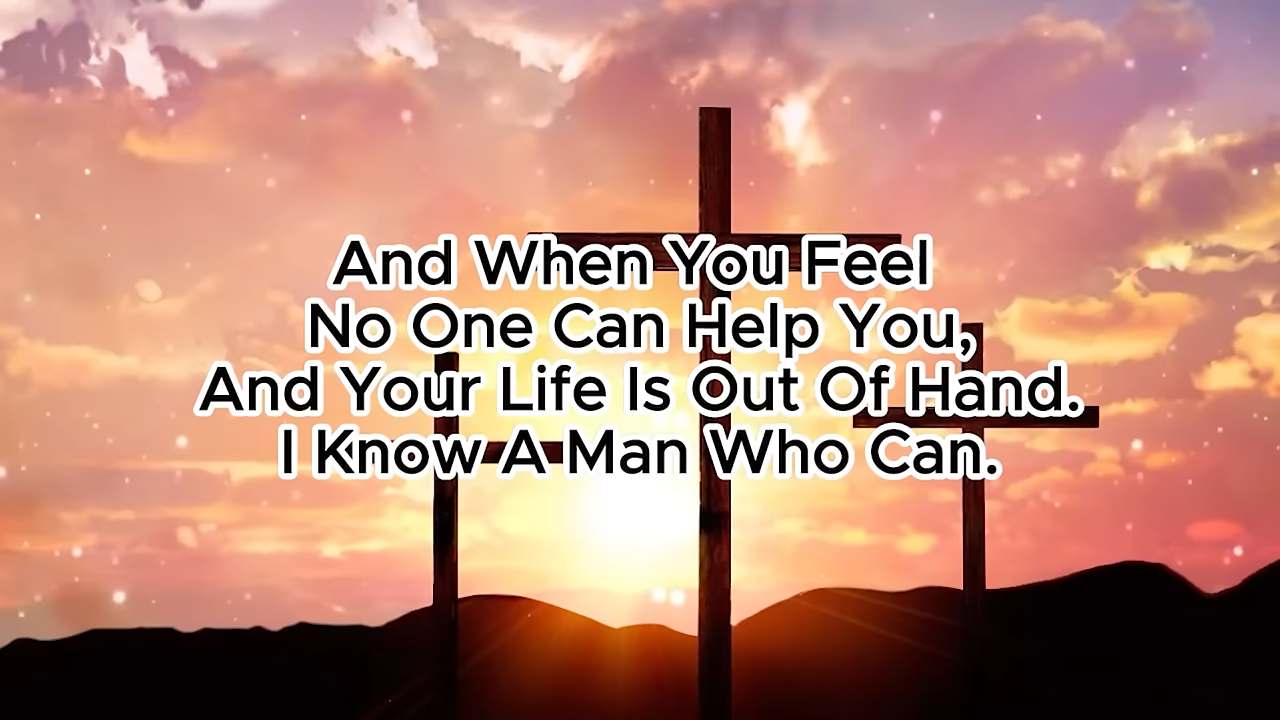 And When You Feel
No One Can Help You,
And Your Life Is Out Of Hand.
I Know A Man Who Can.